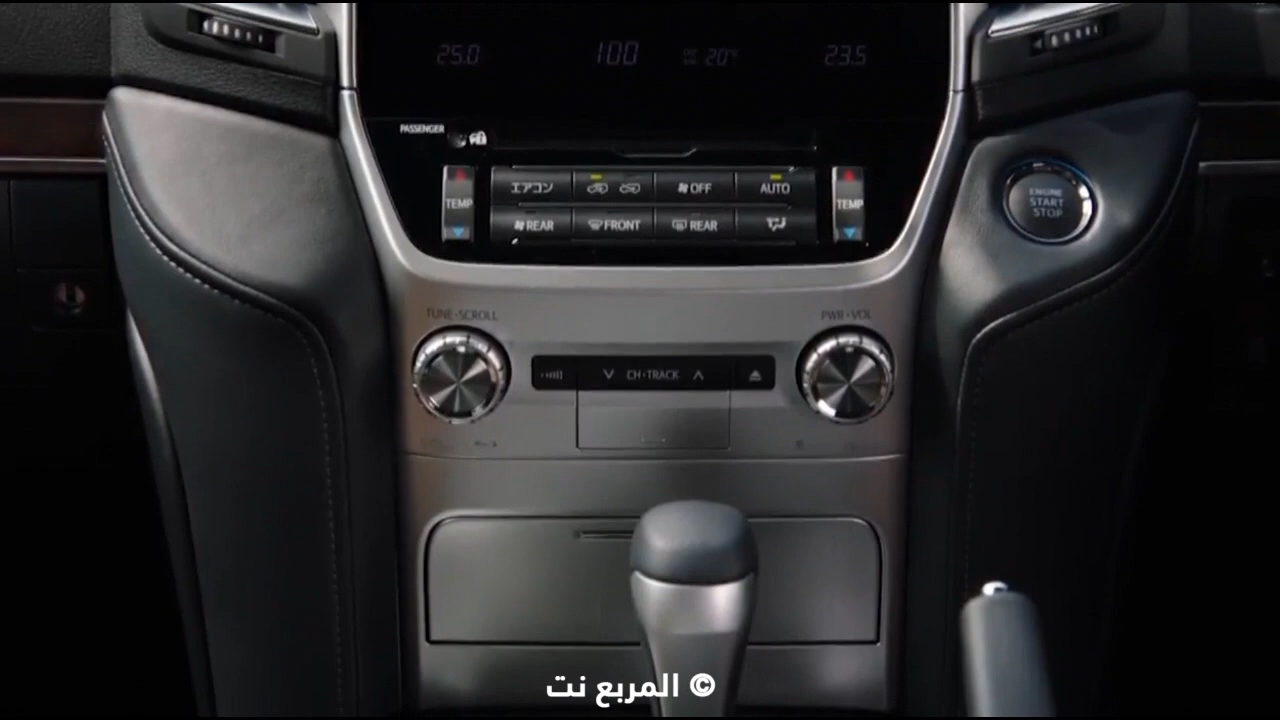 25.0 100 20°C 23.5
PASSENGER
TEMP エアコン OFF AUTO TEMP
REAR FRONT REAR
ENGINE
START
STOP
TUNE·SCROLL PWR·VOL
CH·TRACK
© المربع نت